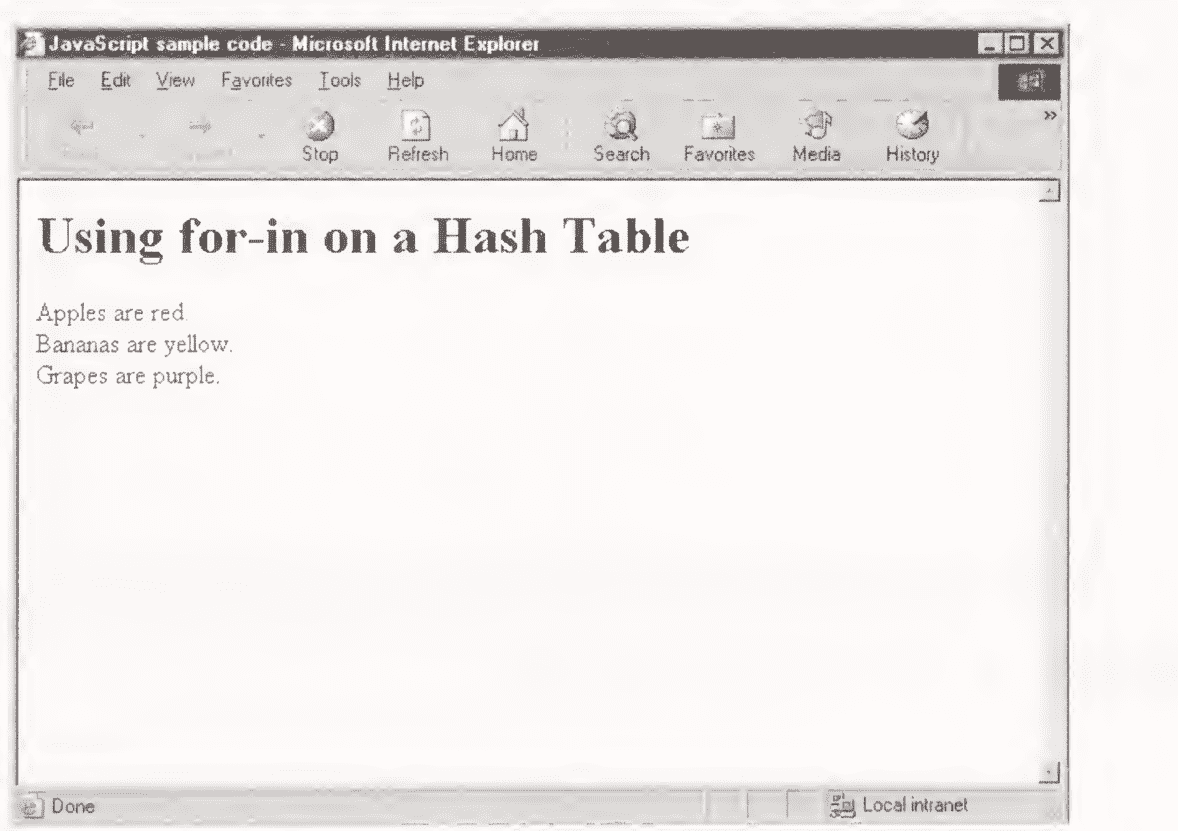 JavaScript sample code - Microsoft Internet Explorer
File Edit View Favorites Tools Help
Stop Refresh Home Search Favorites Media History »
Using for-in on a Hash Table
Apples are red.
Bananas are yellow.
Grapes are purple.
Done Local intranet